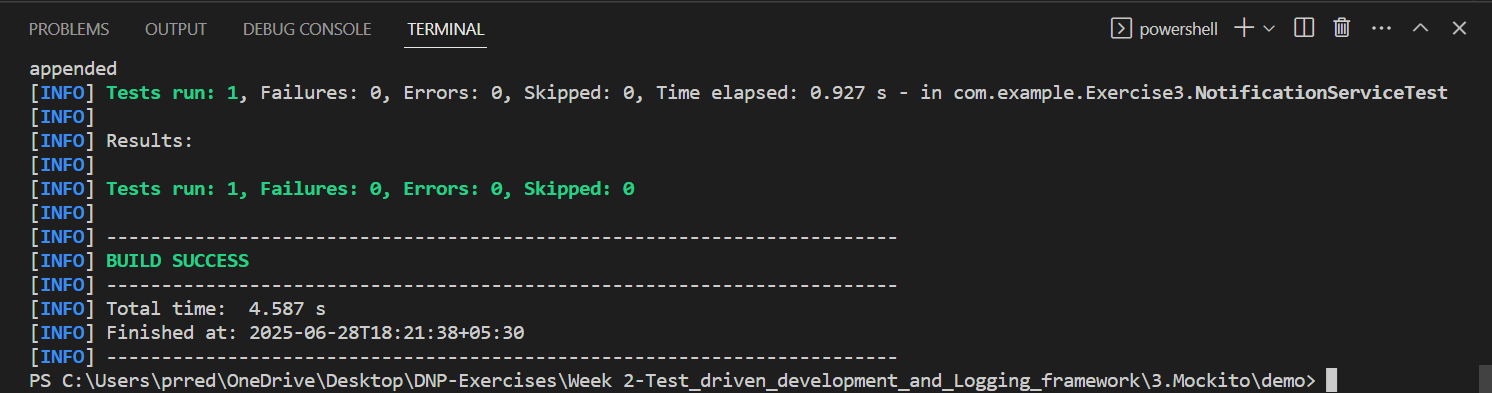 PROBLEMS OUTPUT DEBUG CONSOLE TERMINAL powershell
appended
[INFO] Tests run: 1, Failures: 0, Errors: 0, Skipped: 0, Time elapsed: 0.927 s - in com.example.Exercise3.NotificationServiceTest
[INFO]
[INFO] Results:
[INFO]
[INFO] Tests run: 1, Failures: 0, Errors: 0, Skipped: 0
[INFO]
[INFO] ------------------------------------------------------------------------
[INFO] BUILD SUCCESS
[INFO] ------------------------------------------------------------------------
[INFO] Total time:  4.587 s
[INFO] Finished at: 2025-06-28T18:21:38+05:30
[INFO] ------------------------------------------------------------------------
PS C:\Users\prred\OneDrive\Desktop\DNP-Exercises\Week 2-Test_driven_development_and_Logging_framework\3.Mockito\demo>